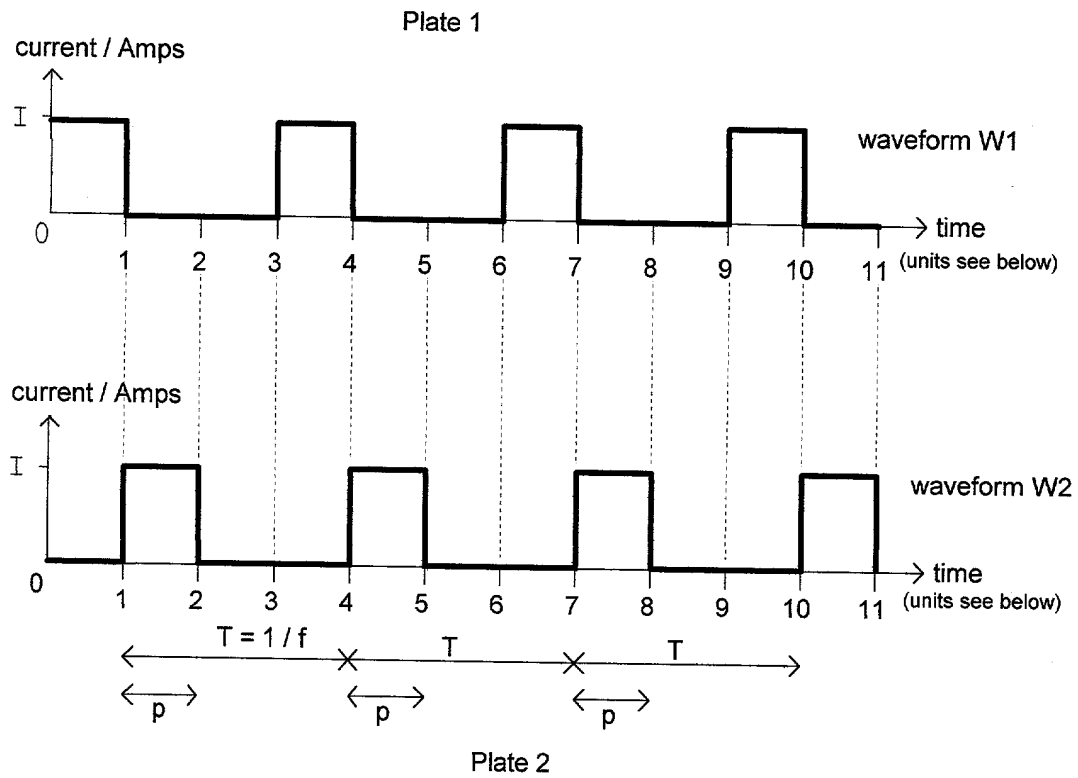 Plate 1
current / Amps
I
waveform W1
0
time
1 2 3 4 5 6 7 8 9 10 11 (units see below)
current / Amps
I
waveform W2
0
time
1 2 3 4 5 6 7 8 9 10 11 (units see below)
T = 1 / f T T
p p p
Plate 2